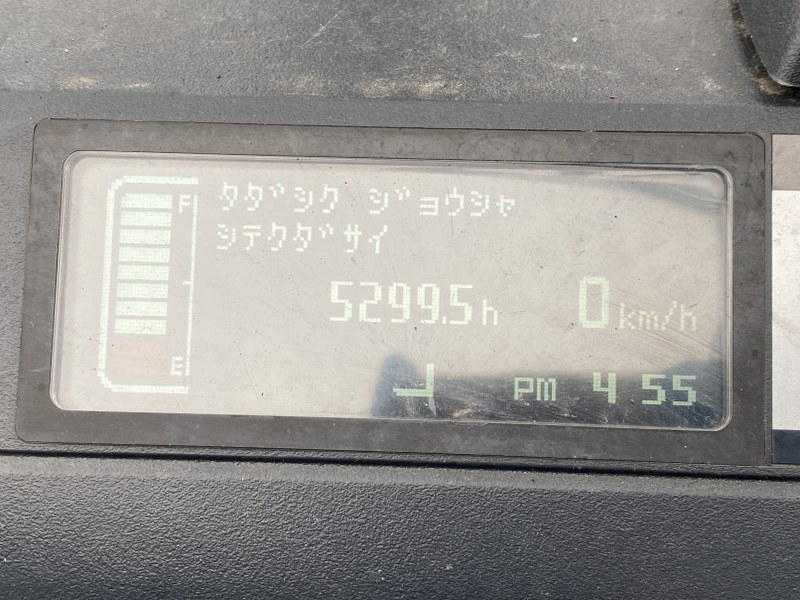 F
タダシク ジョウシャ
シテクダサイ
5299.5h 0km/h
E
PM 4 55